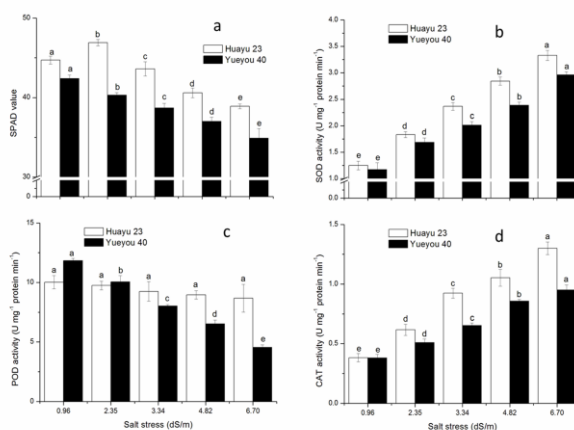 a
Huayu 23
Yueyou 40
50
40
30
0
SPAD value
a a b b c c d d e e
b
Huayu 23
Yueyou 40
4.0
3.5
3.0
2.5
2.0
1.5
1.0
0
SOD activity (U mg⁻¹ protein min⁻¹)
e e d d c c b b a a
c
Huayu 23
Yueyou 40
15
10
5
0
POD activity (U mg⁻¹ protein min⁻¹)
a a a b a c a d a e
0.96 2.35 3.34 4.82 6.70
Salt stress (dS/m)
d
Huayu 23
Yueyou 40
1.5
1.0
0.5
0.0
CAT activity (U mg⁻¹ protein min⁻¹)
e e d d c c b b a a
0.96 2.35 3.34 4.82 6.70
Salt stress (dS/m)